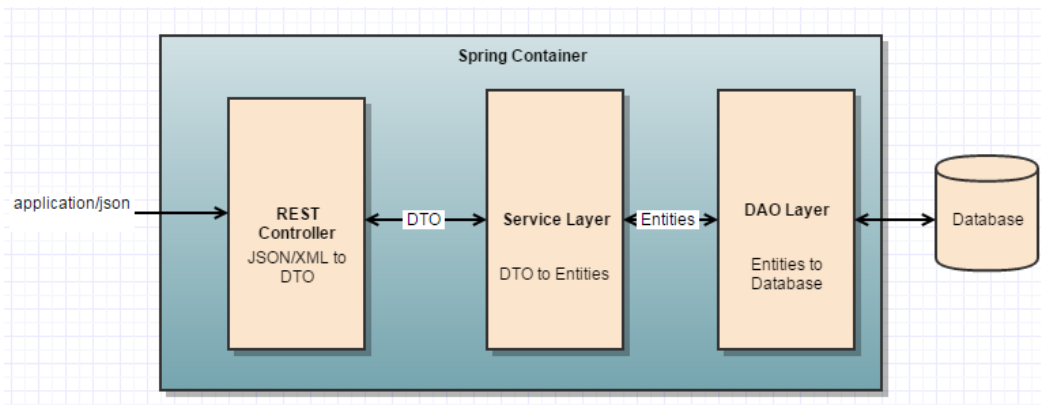 Spring Container
application/json
REST
Controller
JSON/XML to
DTO
DTO
Service Layer
DTO to Entities
Entities
DAO Layer
Entities to
Database
Database